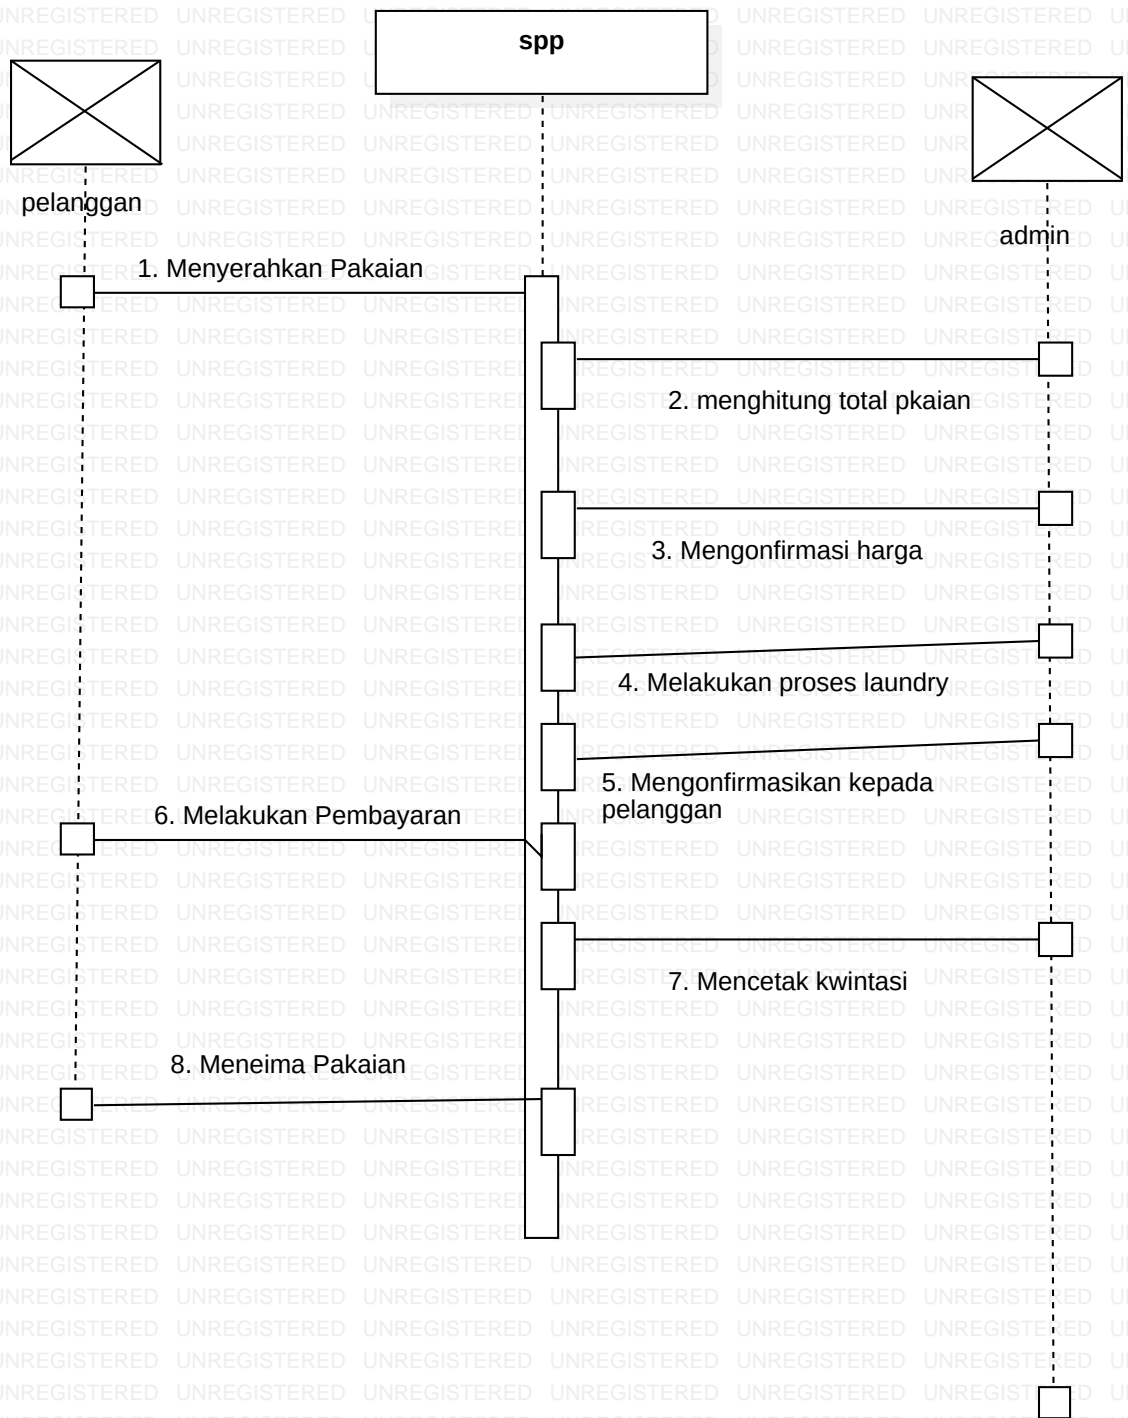 spp
pelanggan
admin
1. Menyerahkan Pakaian
2. menghitung total pkaian
3. Mengonfirmasi harga
4. Melakukan proses laundry
5. Mengonfirmasikan kepada
pelanggan
6. Melakukan Pembayaran
7. Mencetak kwintasi
8. Meneima Pakaian
UNREGISTERED